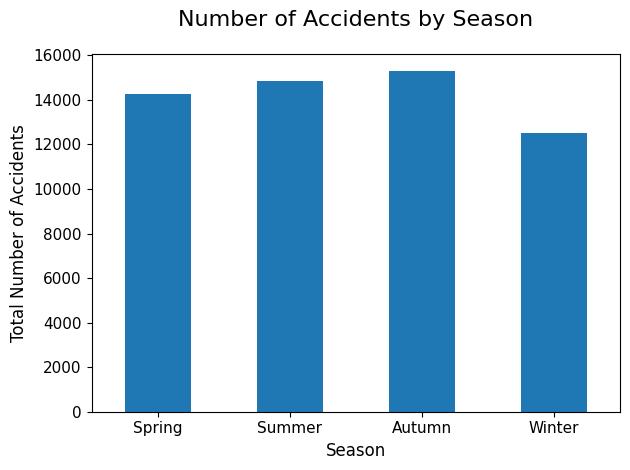 Number of Accidents by Season
Total Number of Accidents
16000
14000
12000
10000
8000
6000
4000
2000
0
Spring Summer Autumn Winter
Season